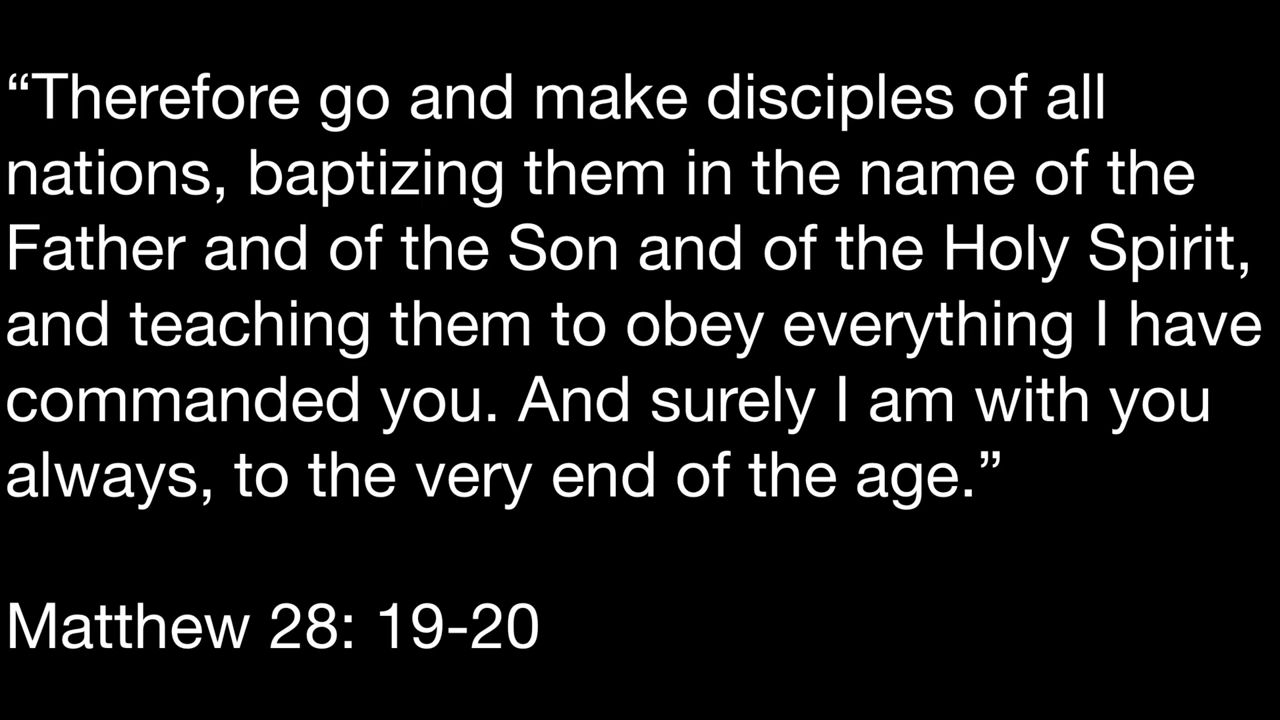 “Therefore go and make disciples of all
nations, baptizing them in the name of the
Father and of the Son and of the Holy Spirit,
and teaching them to obey everything I have
commanded you. And surely I am with you
always, to the very end of the age.”
Matthew 28: 19-20